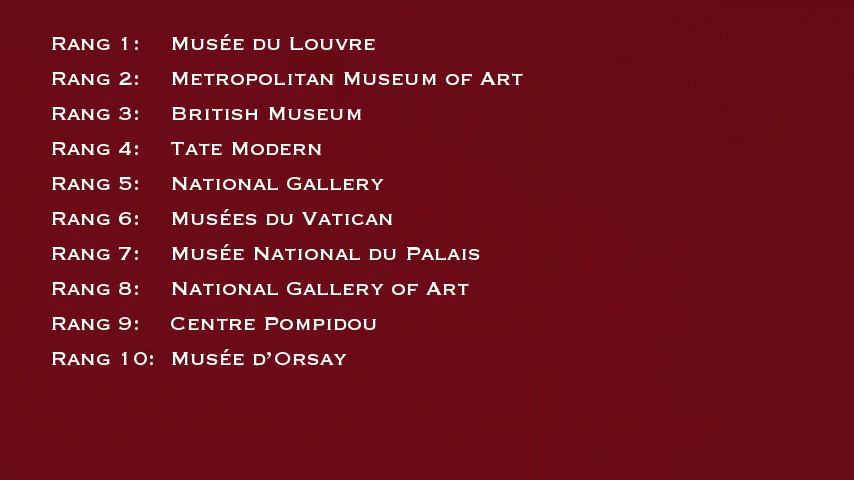 Rang 1: Musée du Louvre
Rang 2: Metropolitan Museum of Art
Rang 3: British Museum
Rang 4: Tate Modern
Rang 5: National Gallery
Rang 6: Musées du Vatican
Rang 7: Musée National du Palais
Rang 8: National Gallery of Art
Rang 9: Centre Pompidou
Rang 10: Musée d’Orsay